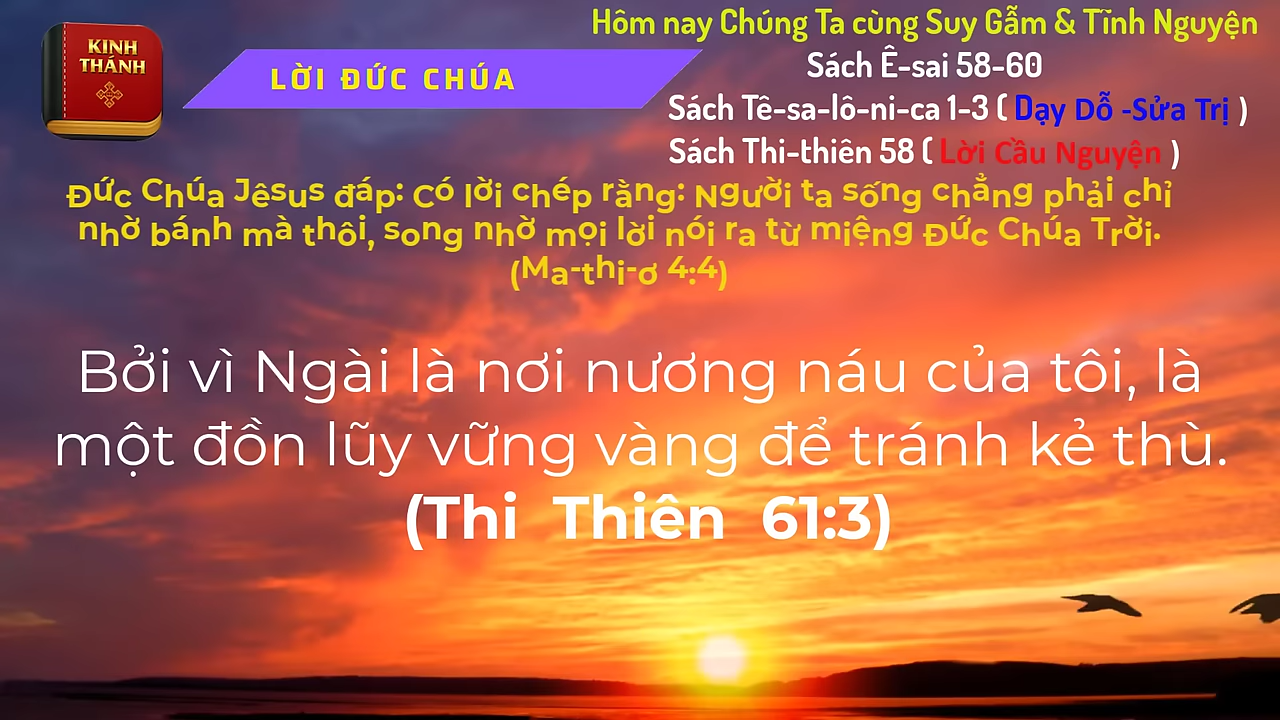 KINH
THÁNH
LỜI ĐỨC CHÚA
Hôm nay Chúng Ta cùng Suy Gẫm & Tĩnh Nguyện
Sách Ê-sai 58-60
Sách Tê-sa-lô-ni-ca 1-3 ( Dạy Dỗ -Sửa Trị )
Sách Thi-thiên 58 ( Lời Cầu Nguyện )
Đức Chúa Jêsus đáp: Có lời chép rằng: Người ta sống chẳng phải chỉ
nhờ bánh mà thôi, song nhờ mọi lời nói ra từ miệng Đức Chúa Trời.
(Ma-thi-ơ 4:4)
Bởi vì Ngài là nơi nương náu của tôi, là
một đồn lũy vững vàng để tránh kẻ thù.
(Thi Thiên 61:3)